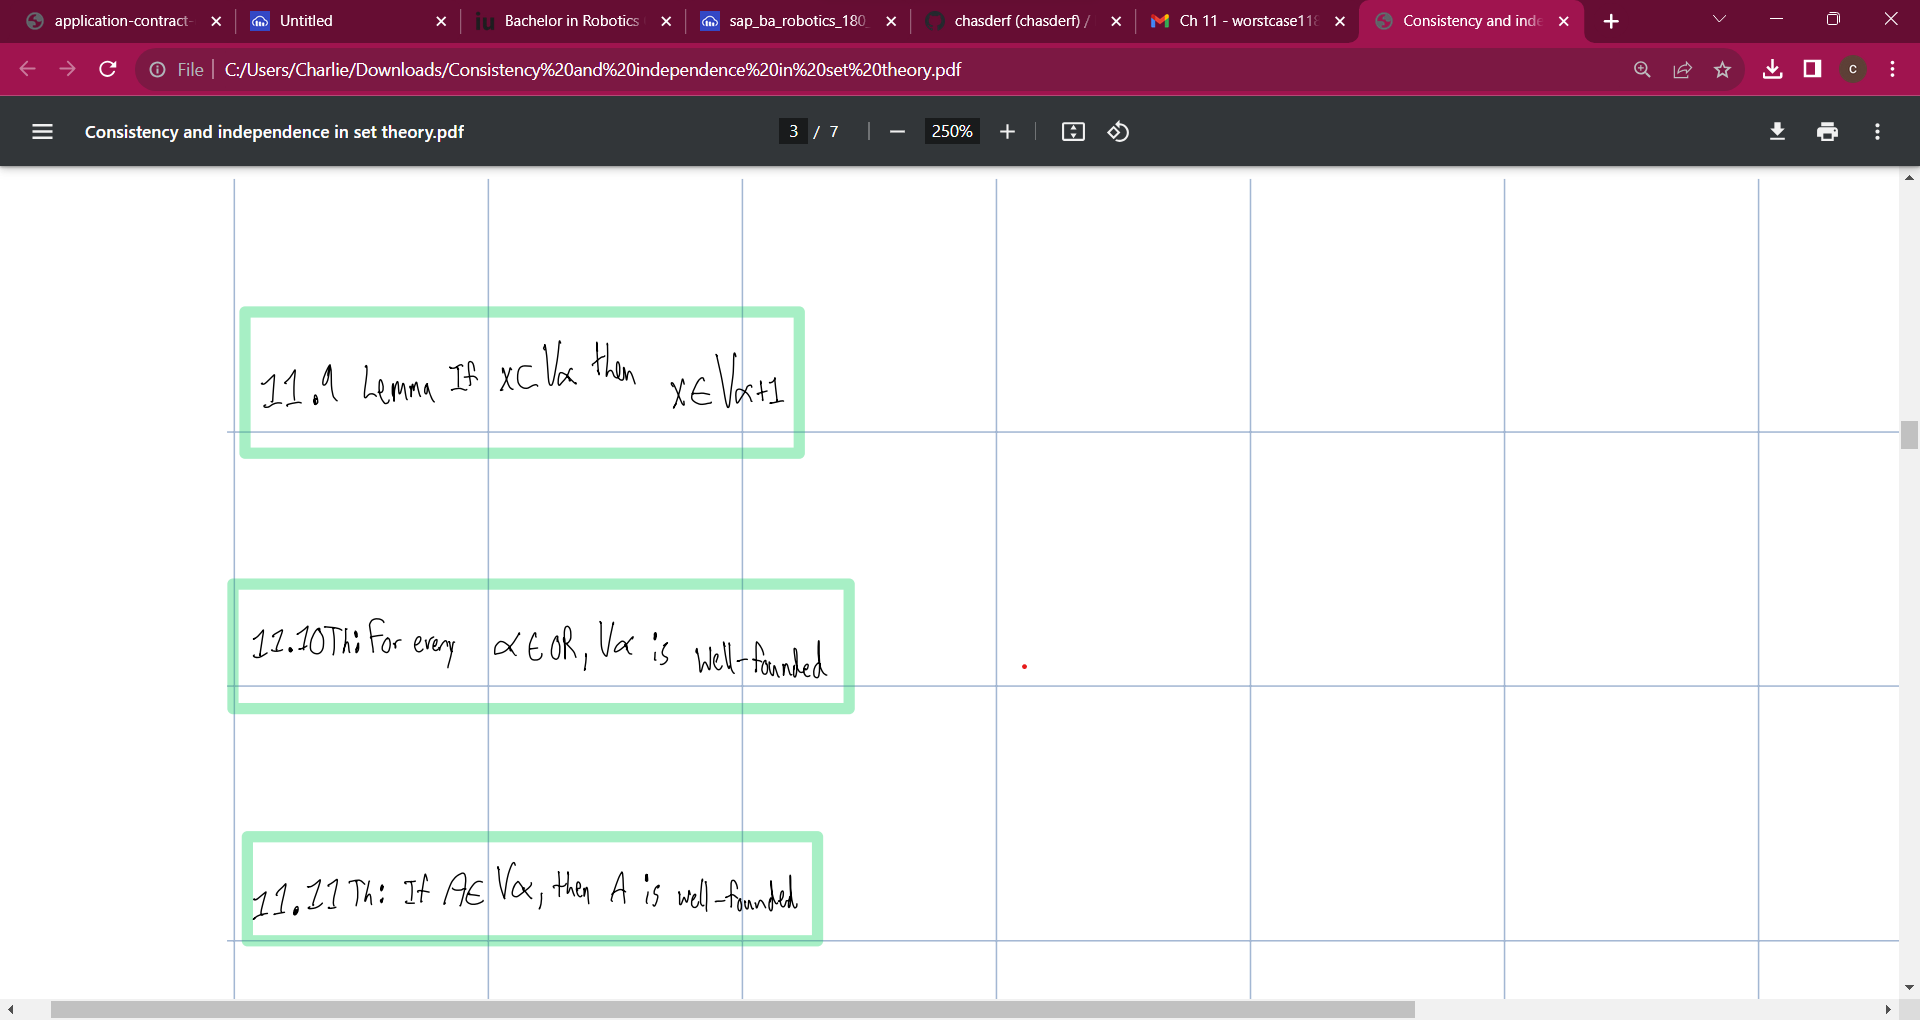 application-contract-
Untitled
iu Bachelor in Robotics
sap_ba_robotics_180_
chasderf (chasderf) /
Ch 11 - worstcase118
Consistency and inde
File C:/Users/Charlie/Downloads/Consistency%20and%20independence%20in%20set%20theory.pdf
c
Consistency and independence in set theory.pdf
3 / 7
250%
11.9 Lemma If x⊂Vα then x∈Vα+1
11.10Th: For every α∈OR, Vα is well-founded
11.11 Th: If A∈Vα, then A is well-founded